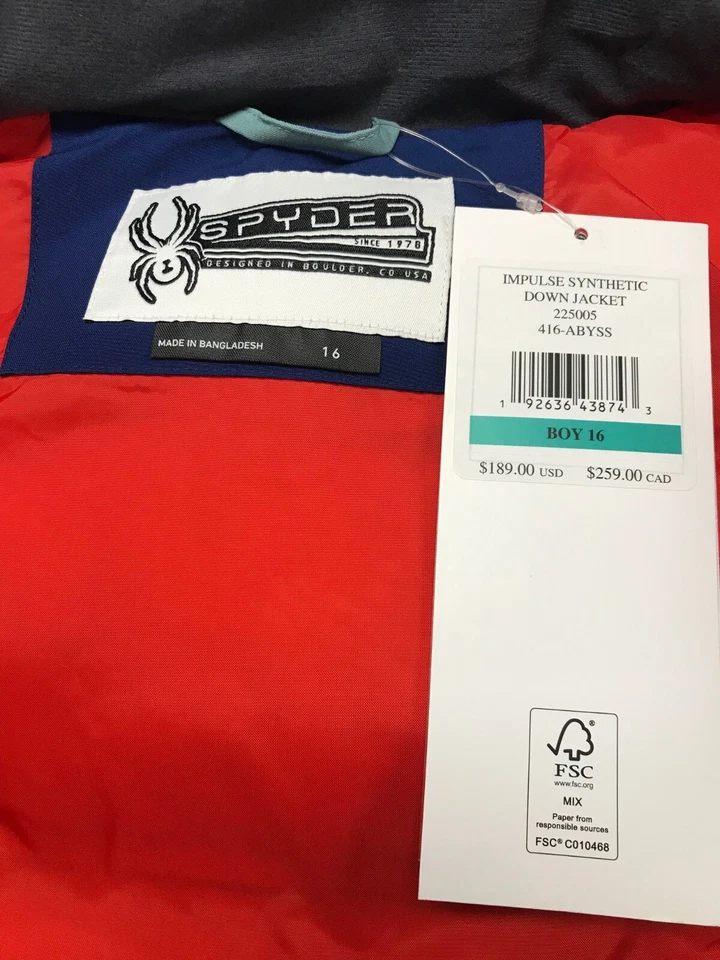 SPYDER
SINCE 1978
DESIGNED IN BOULDER, CO USA
MADE IN BANGLADESH 16
IMPULSE SYNTHETIC
DOWN JACKET
225005
416-ABYSS
1 92636 43874 3
BOY 16
$189.00 USD $259.00 CAD
FSC
®
www.fsc.org
MIX
Paper from
responsible sources
FSC® C010468